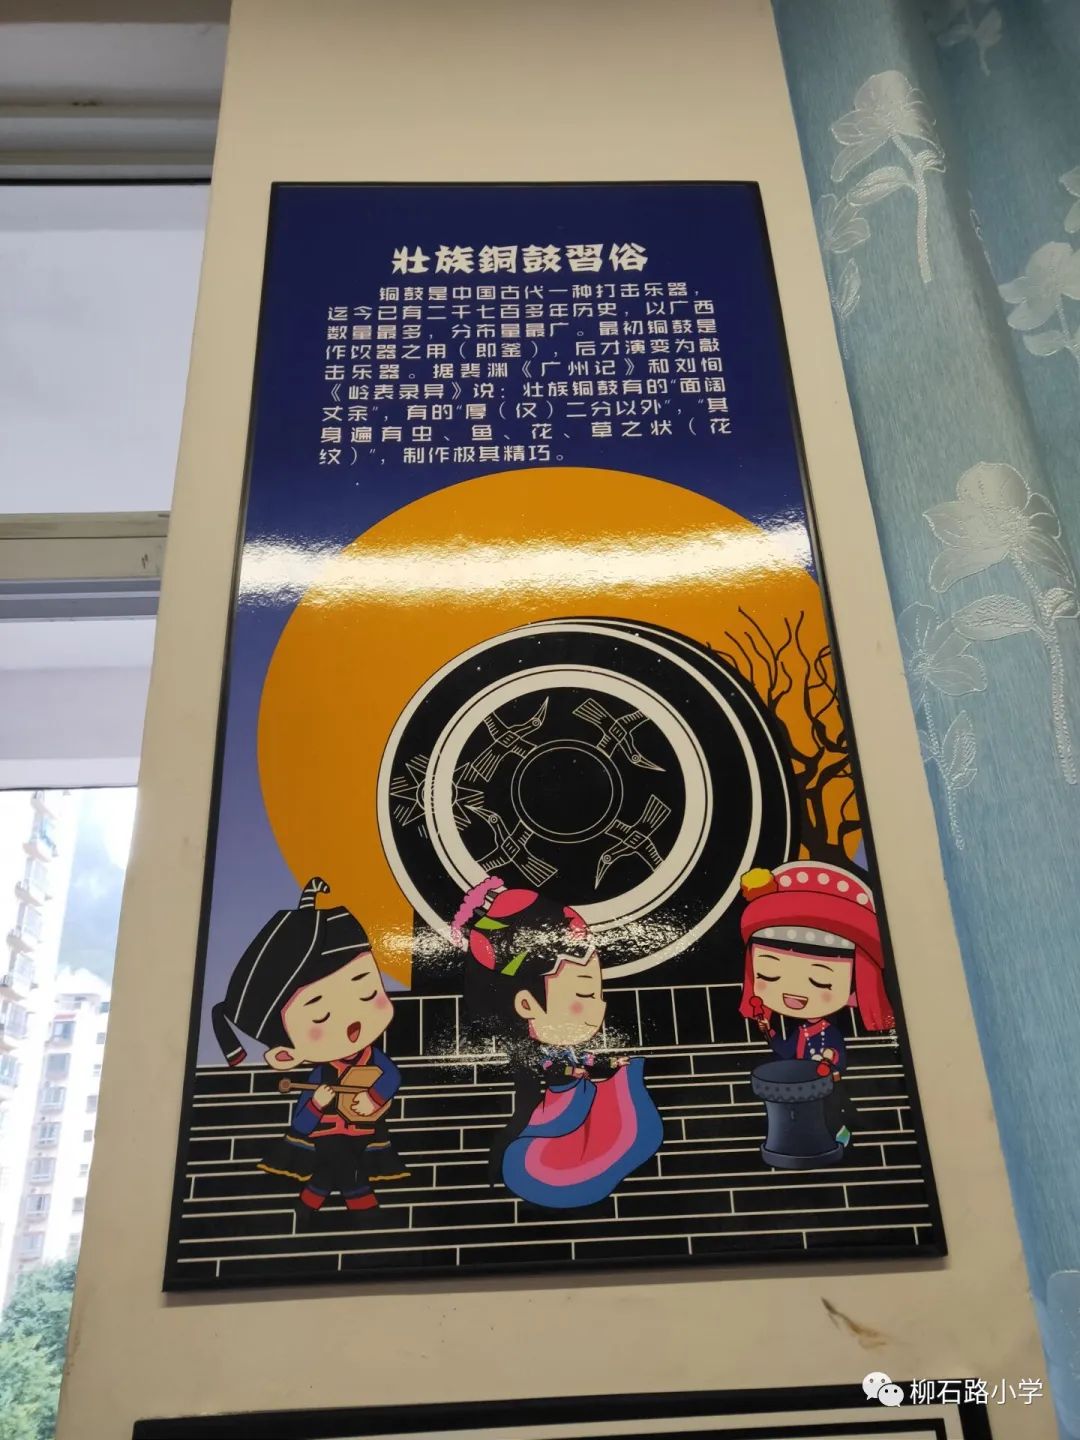 壯族銅鼓習俗
铜鼓是中国古代一种打击乐器，
迄今已有二千七百多年历史，以广西
数量最多，分布量最广。最初铜鼓是
作饮器之用（即釜），后才演变为敲
击乐器。据裴渊《广州记》和刘恂
《岭表录异》说：壮族铜鼓有的“面阔
丈余”，有的“厚（仅）二分以外”，“其
身遍有虫、鱼、花、草之状（花
纹）”，制作极其精巧。
柳石路小学